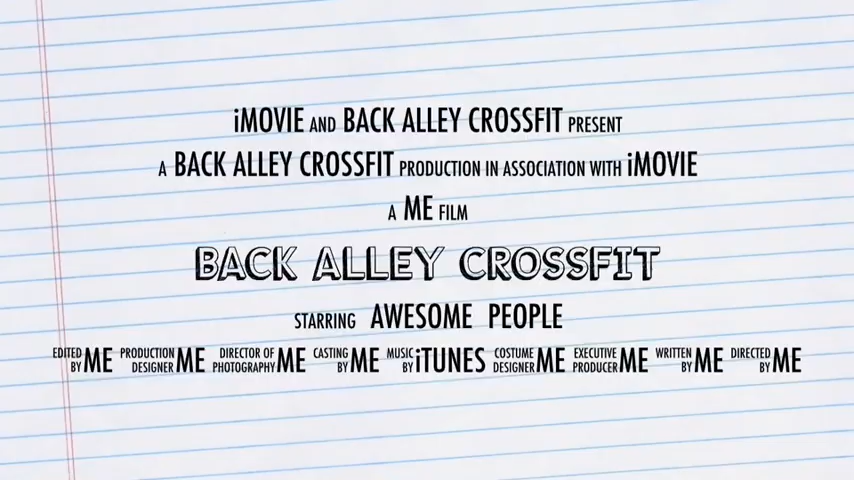 iMOVIE AND BACK ALLEY CROSSFIT PRESENT
A BACK ALLEY CROSSFIT PRODUCTION IN ASSOCIATION WITH iMOVIE
A ME FILM
BACK ALLEY CROSSFIT
STARRING AWESOME PEOPLE
EDITED BY ME PRODUCTION DESIGNER ME DIRECTOR OF PHOTOGRAPHY ME CASTING BY ME MUSIC BY iTUNES COSTUME DESIGNER ME EXECUTIVE PRODUCER ME WRITTEN BY ME DIRECTED BY ME